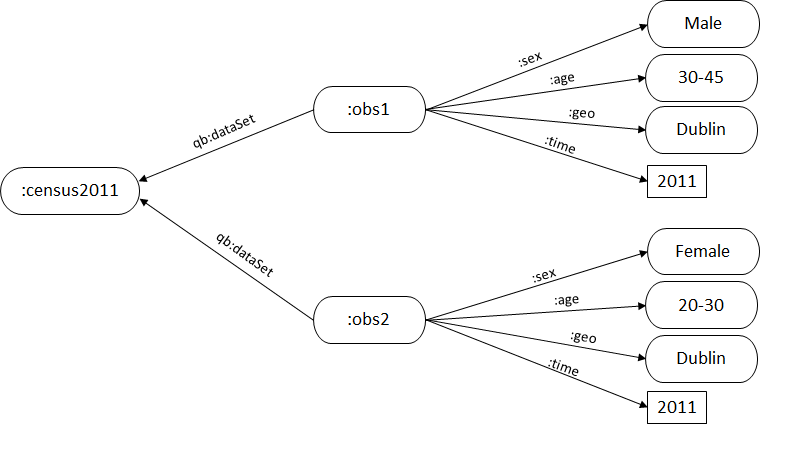 Male
:sex
30-45
:age
:obs1
:geo
Dublin
qb:dataSet
:time
2011
:census2011
Female
qb:dataSet
:sex
20-30
:age
:obs2
:geo
Dublin
:time
2011